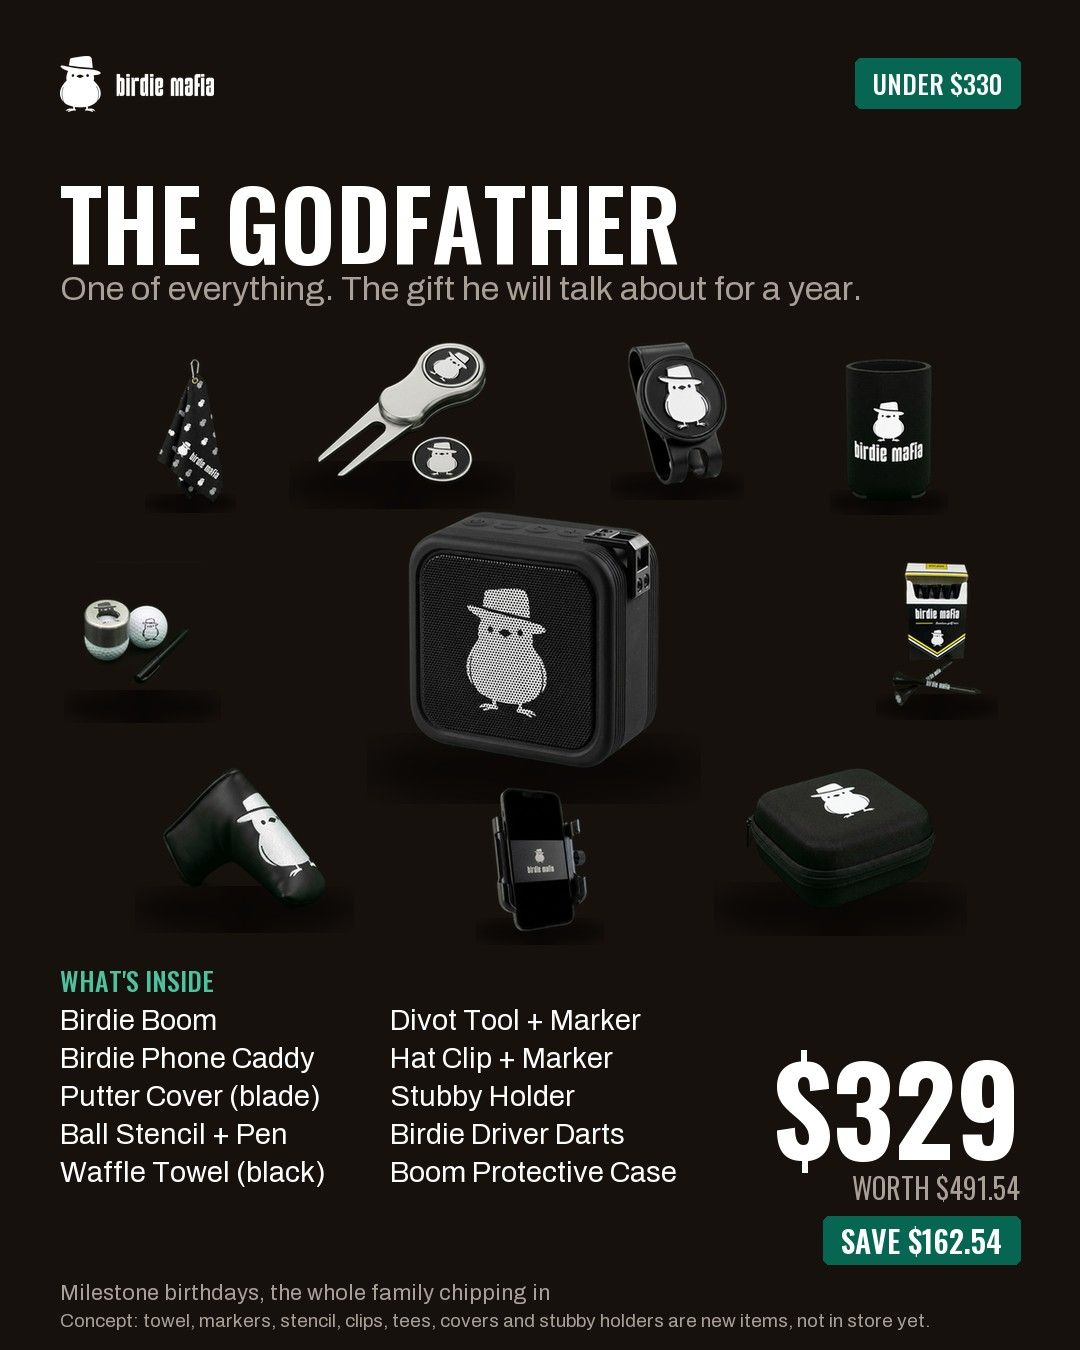 birdie mafia
UNDER $330
THE GODFATHER
One of everything. The gift he will talk about for a year.
birdie mafia
birdie mafia
birdie mafia
birdie mafia
birdie mafia
WHAT'S INSIDE
Birdie Boom
Birdie Phone Caddy
Putter Cover (blade)
Ball Stencil + Pen
Waffle Towel (black)
Divot Tool + Marker
Hat Clip + Marker
Stubby Holder
Birdie Driver Darts
Boom Protective Case
$329
WORTH $491.54
SAVE $162.54
Milestone birthdays, the whole family chipping in
Concept: towel, markers, stencil, clips, tees, covers and stubby holders are new items, not in store yet.